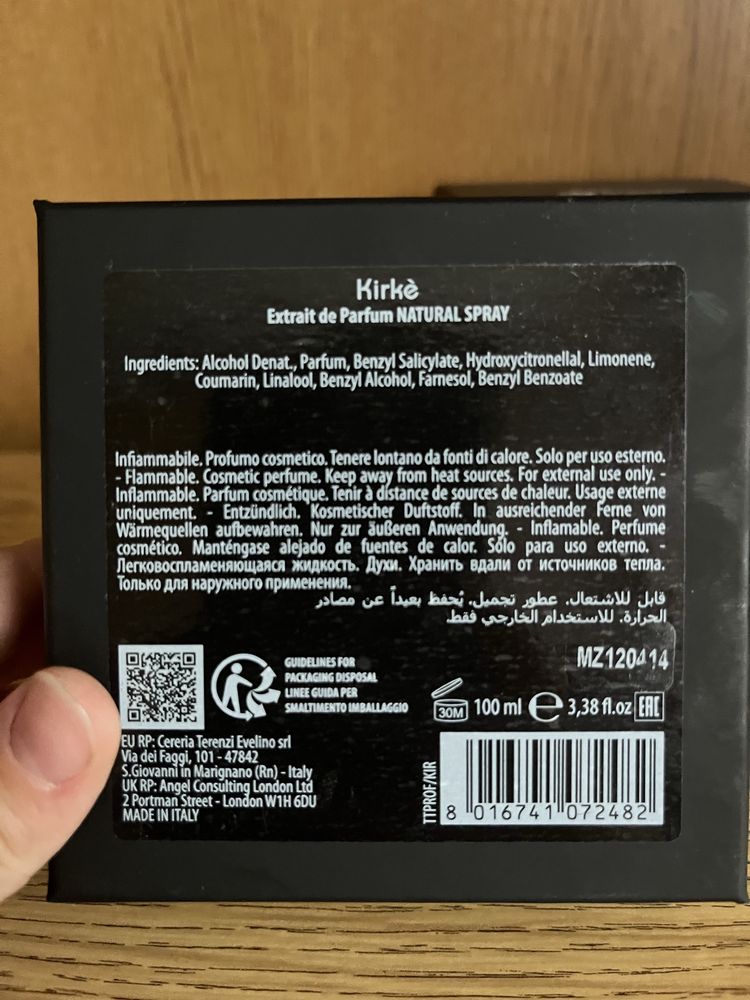 Kirkè
Extrait de Parfum NATURAL SPRAY
Ingredients: Alcohol Denat., Parfum, Benzyl Salicylate, Hydroxycitronellal, Limonene,
Coumarin, Linalool, Benzyl Alcohol, Farnesol, Benzyl Benzoate
Infiammabile. Profumo cosmetico. Tenere lontano da fonti di calore. Solo per uso esterno.
- Flammable. Cosmetic perfume. Keep away from heat sources. For external use only. -
Inflammable. Parfum cosmétique. Tenir à distance de sources de chaleur. Usage externe
uniquement. - Entzündlich. Kosmetischer Duftstoff. In ausreichender Ferne von
Wärmequellen aufbewahren. Nur zur äußeren Anwendung. - Inflamable. Perfume
cosmético. Manténgase alejado de fuentes de calor. Sólo para uso externo. -
Легковоспламеняющаяся жидкость. Духи. Хранить вдали от источников тепла.
Только для наружного применения.
قابل للاشتعال. عطور تجميل. يُحفظ بعيداً عن مصادر
الحرارة. للاستخدام الخارجي فقط.
MZ120414
GUIDELINES FOR
PACKAGING DISPOSAL
LINEE GUIDA PER
SMALTIMENTO IMBALLAGGIO
30M 100 ml e 3,38 fl.oz EAC
EU RP: Cereria Terenzi Evelino srl
Via dei Faggi, 101 - 47842
S.Giovanni in Marignano (Rn) - Italy
UK RP: Angel Consulting London Ltd
2 Portman Street - London W1H 6DU
MADE IN ITALY
TTPROF/KIR
8 016741 072482